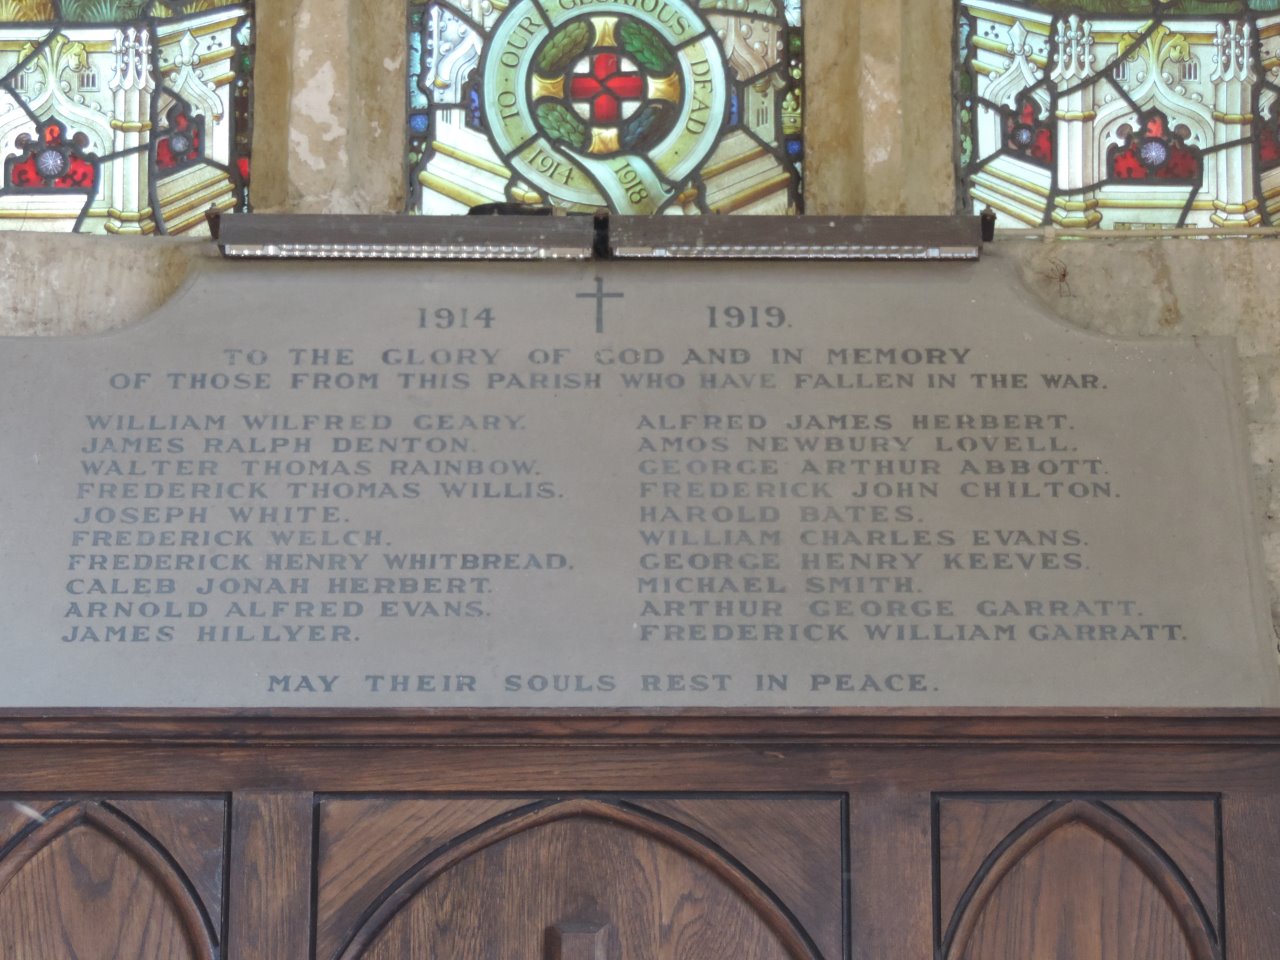 TO OUR GLORIOUS DEAD
1914 1918
1914 1919.
TO THE GLORY OF GOD AND IN MEMORY
OF THOSE FROM THIS PARISH WHO HAVE FALLEN IN THE WAR.
WILLIAM WILFRED GEARY.
JAMES RALPH DENTON.
WALTER THOMAS RAINBOW.
FREDERICK THOMAS WILLIS.
JOSEPH WHITE.
FREDERICK WELCH.
GEORGE HENRY WHITBREAD.
CALEB JONAH HERBERT.
ARNOLD ALFRED EVANS.
JAMES HILLYER.
ALFRED JAMES HERBERT.
AMOS NEWBURY LOVELL.
GEORGE ARTHUR ABBOTT.
FREDERICK JOHN CHILTON.
HAROLD BATES.
WILLIAM CHARLES EVANS.
GEORGE HENRY KEEVES.
MICHAEL SMITH.
ARTHUR GEORGE GARRATT.
FREDERICK WILLIAM GARRATT.
MAY THEIR SOULS REST IN PEACE.